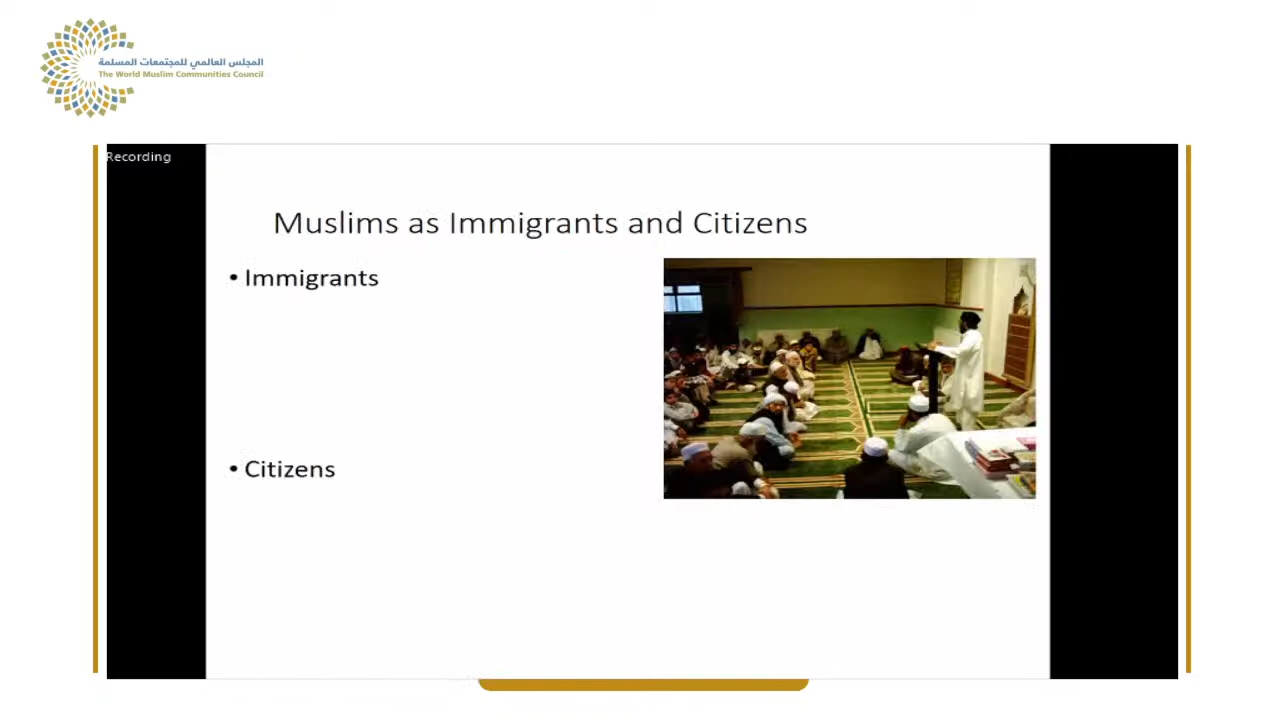 المجلس العالمي للمجتمعات المسلمة
The World Muslim Communities Council
Recording
Muslims as Immigrants and Citizens
• Immigrants
• Citizens